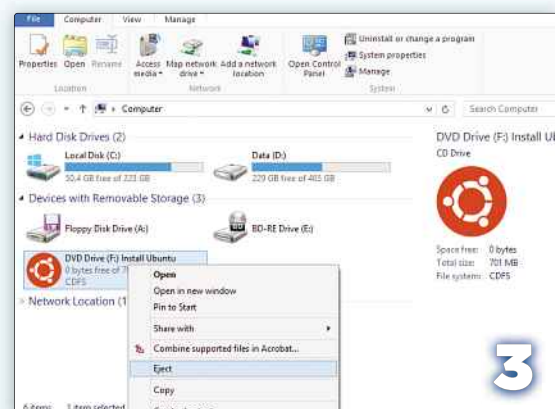 File Computer View Manage
Properties Open Rename Access media Map network drive Add a network location Open Control Panel Uninstall or change a program
System properties
Manage
Location Network System
Computer Search Computer
Hard Disk Drives (2)
Local Disk (C:)
50.4 GB free of 223 GB
Data (D:)
229 GB free of 403 GB
Devices with Removable Storage (3)
Floppy Disk Drive (A:)
BD-RE Drive (E:)
DVD Drive (F:) Install Ubuntu
0 bytes free of 7
CDFS
Network Location (1
Open
Open in new window
Pin to Start
Share with
Combine supported files in Acrobat...
Eject
Copy
6 items 1 item selected
DVD Drive (F:) Install Ub
CD Drive
Space free: 0 bytes
Total size: 701 MB
File system: CDFS
3